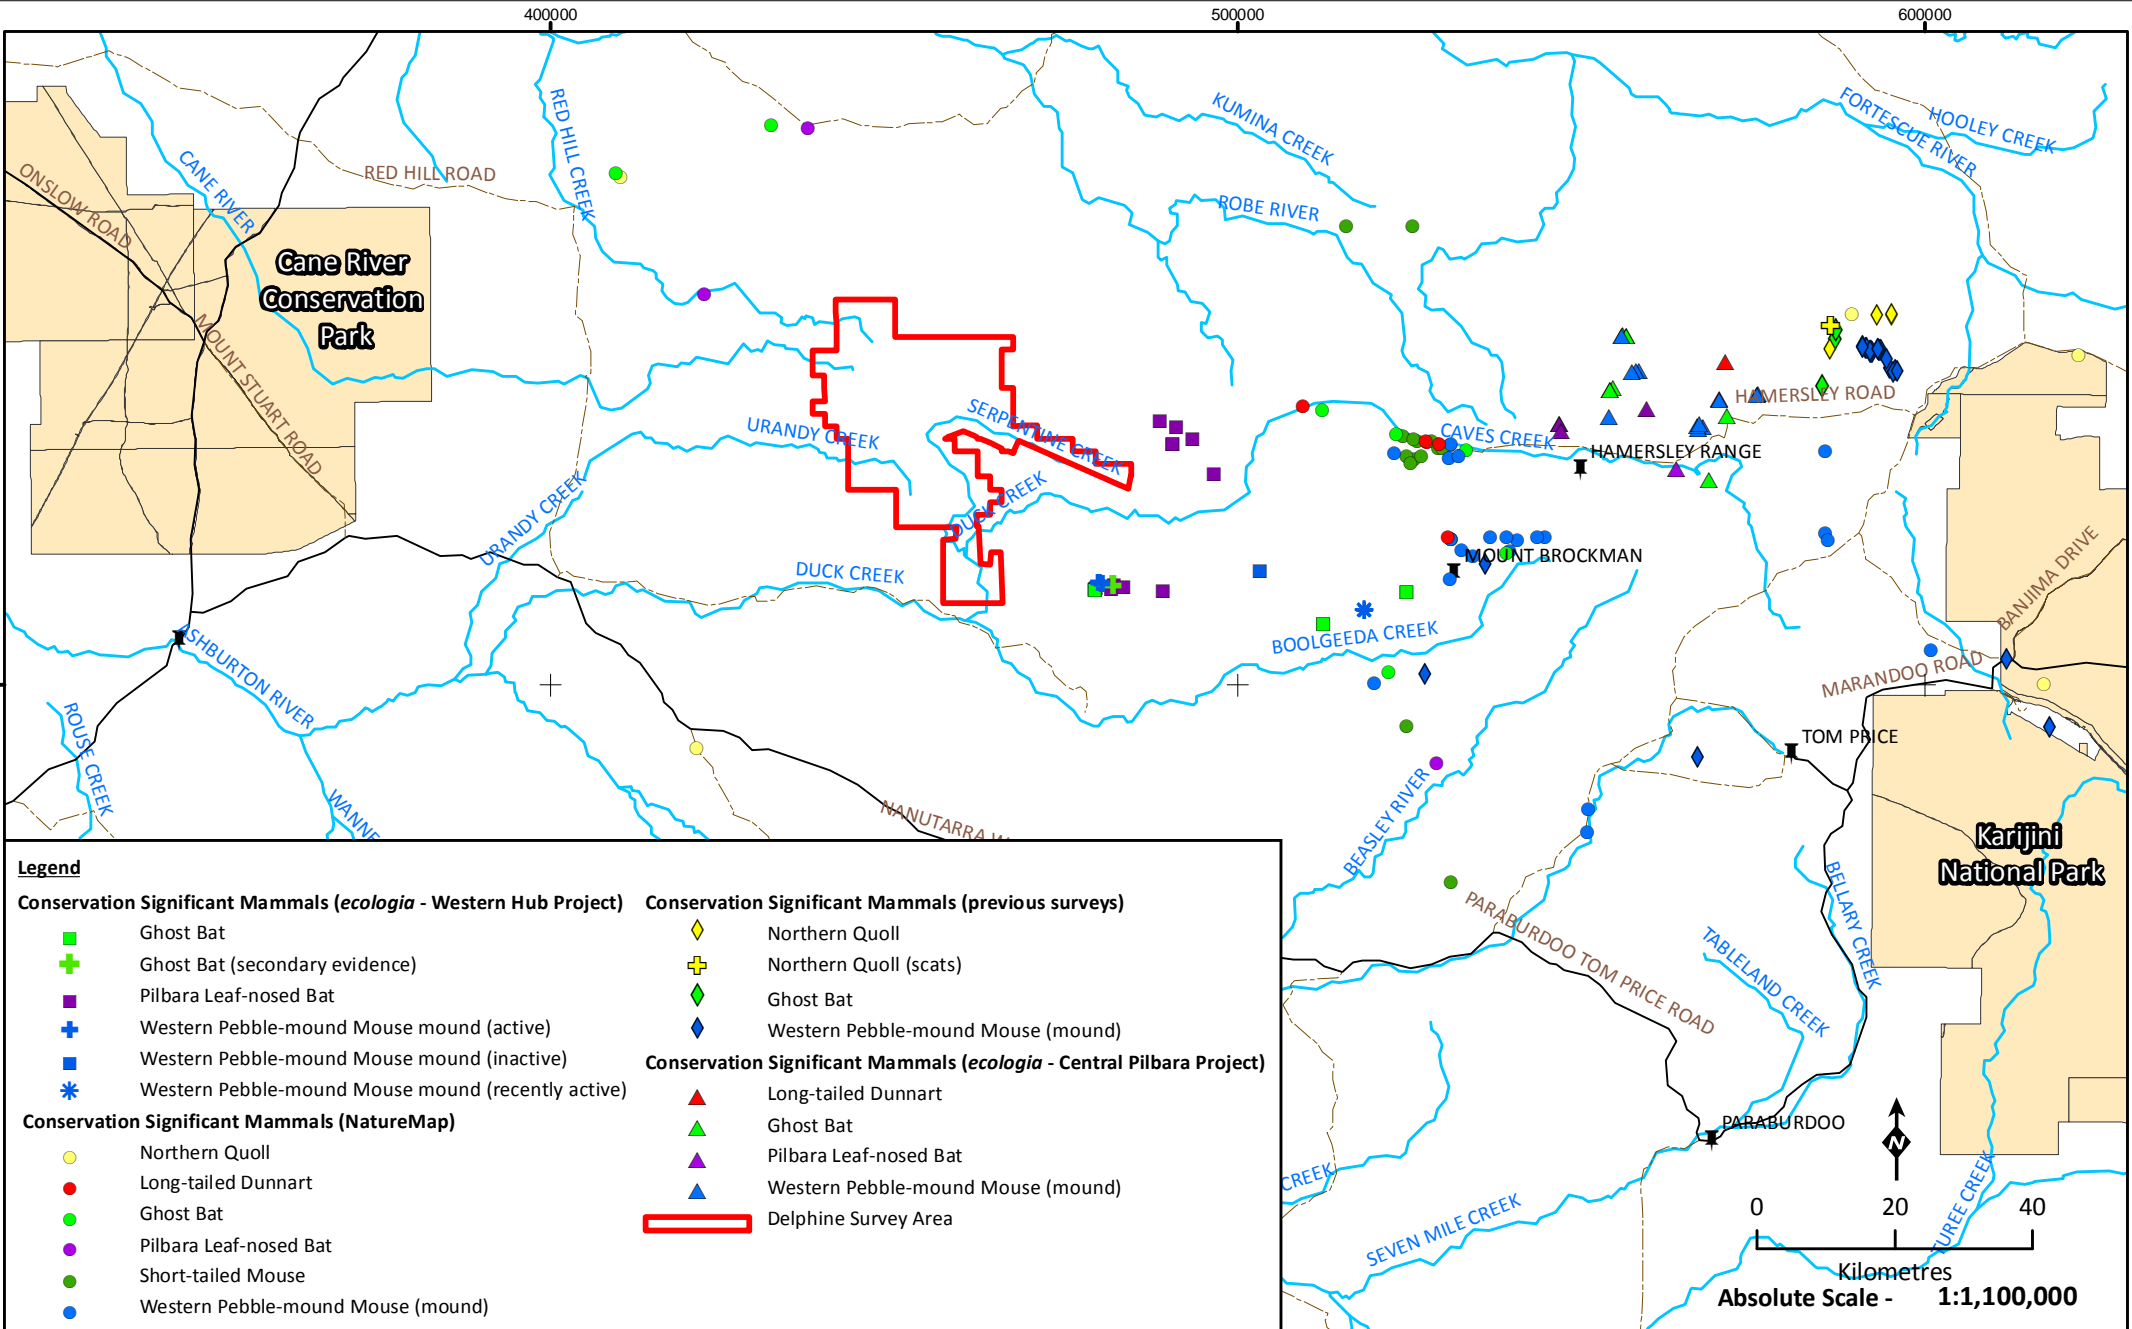 400000
500000
600000
KUMINA CREEK
RED HILL CREEK
FORTESCUE RIVER
HOOLEY CREEK
CANE RIVER
ONSLOW ROAD
RED HILL ROAD
ROBE RIVER
Cane River
Conservation
Park
MOUNT STUART ROAD
HAMERSLEY ROAD
SERPENTINE CREEK
URANDY CREEK
CAVES CREEK
HAMERSLEY RANGE
URANDY CREEK
DUCK CREEK
DUCK CREEK
MOUNT BROCKMAN
BANJIMA DRIVE
BOOLGEEDA CREEK
ASHBURTON RIVER
MARANDOO ROAD
ROUSE CREEK
TOM PRICE
WANNE
NANUTARRA W
BEASLEY RIVER
Karijini
National Park
BELLARY CREEK
PARABURDOO TOM PRICE ROAD
TABLELAND CREEK
PARABURDOO
CREEK
SEVEN MILE CREEK
TUREE CREEK
N
0 20 40
Kilometres
Absolute Scale - 1:1,100,000
Legend
Conservation Significant Mammals (ecologia - Western Hub Project)
Ghost Bat
Ghost Bat (secondary evidence)
Pilbara Leaf-nosed Bat
Western Pebble-mound Mouse mound (active)
Western Pebble-mound Mouse mound (inactive)
Western Pebble-mound Mouse mound (recently active)
Conservation Significant Mammals (NatureMap)
Northern Quoll
Long-tailed Dunnart
Ghost Bat
Pilbara Leaf-nosed Bat
Short-tailed Mouse
Western Pebble-mound Mouse (mound)
Conservation Significant Mammals (previous surveys)
Northern Quoll
Northern Quoll (scats)
Ghost Bat
Western Pebble-mound Mouse (mound)
Conservation Significant Mammals (ecologia - Central Pilbara Project)
Long-tailed Dunnart
Ghost Bat
Pilbara Leaf-nosed Bat
Western Pebble-mound Mouse (mound)
Delphine Survey Area